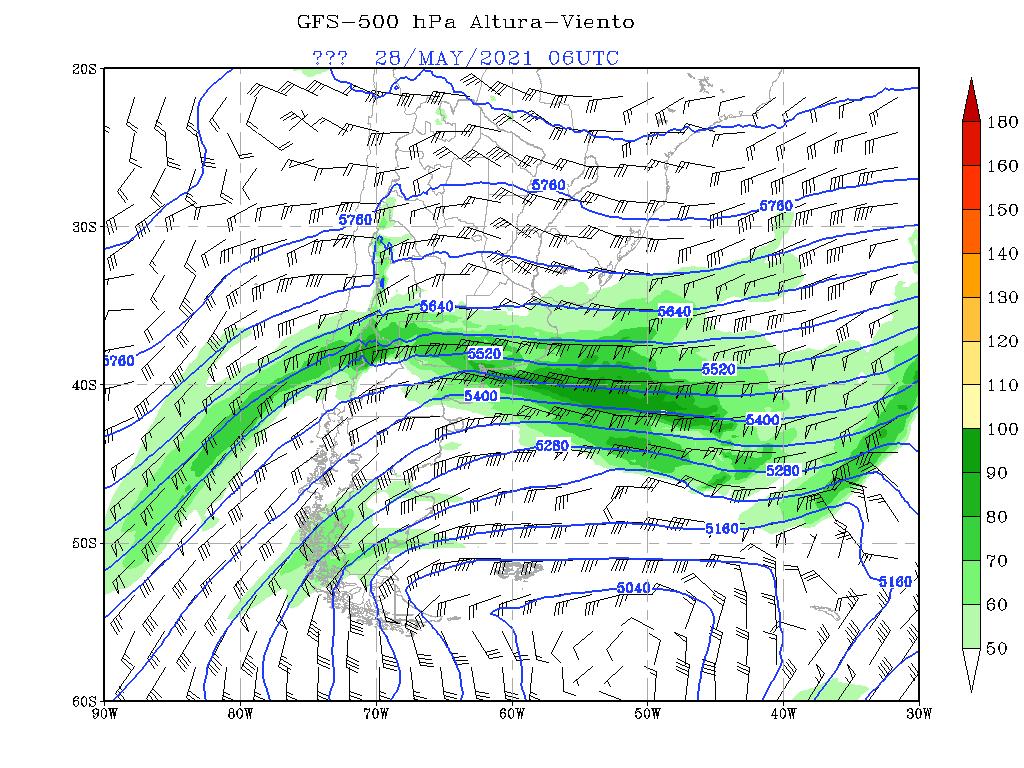 GFS-500 hPa Altura-Viento
??? 28/MAY/2021 06UTC
20S
30S
40S
50S
60S
90W 80W 70W 60W 50W 40W 30W
5760
5760 5760
5640 5640
5760
5520 5520
5400 5400
5280 5280
5160
5160
5040
180
160
150
140
130
120
110
100
90
80
70
60
50